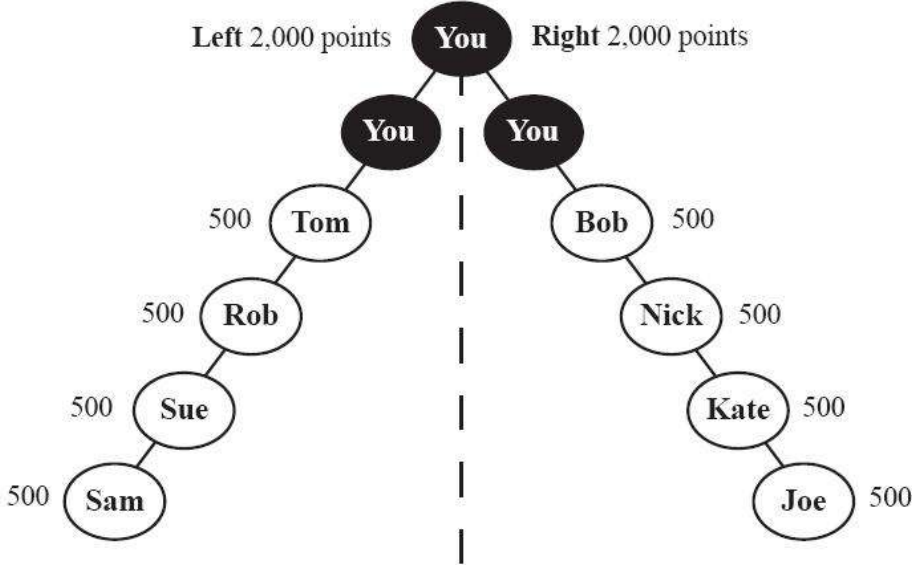 Left 2,000 points You Right 2,000 points
You You
500 Tom Bob 500
500 Rob Nick 500
500 Sue Kate 500
500 Sam Joe 500